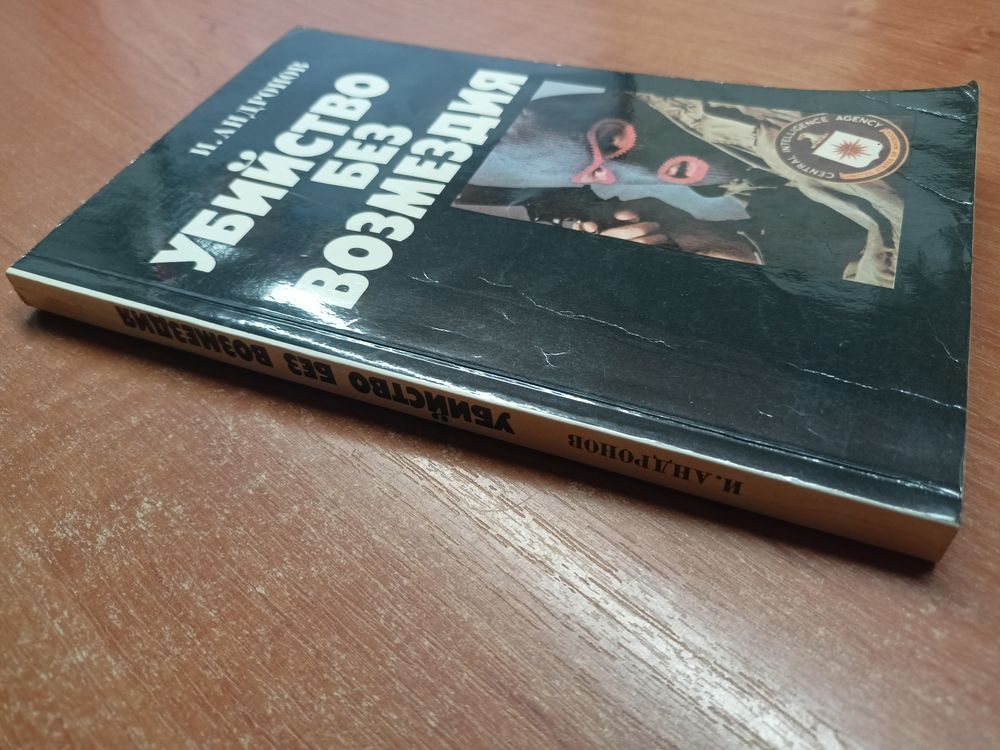 И. АНДРОНОВ
УБИЙСТВО
БЕЗ
ВОЗМЕЗДИЯ
CENTRAL INTELLIGENCE AGENCY
И. АНДРОНОВ УБИЙСТВО БЕЗ ВОЗМЕЗДИЯ